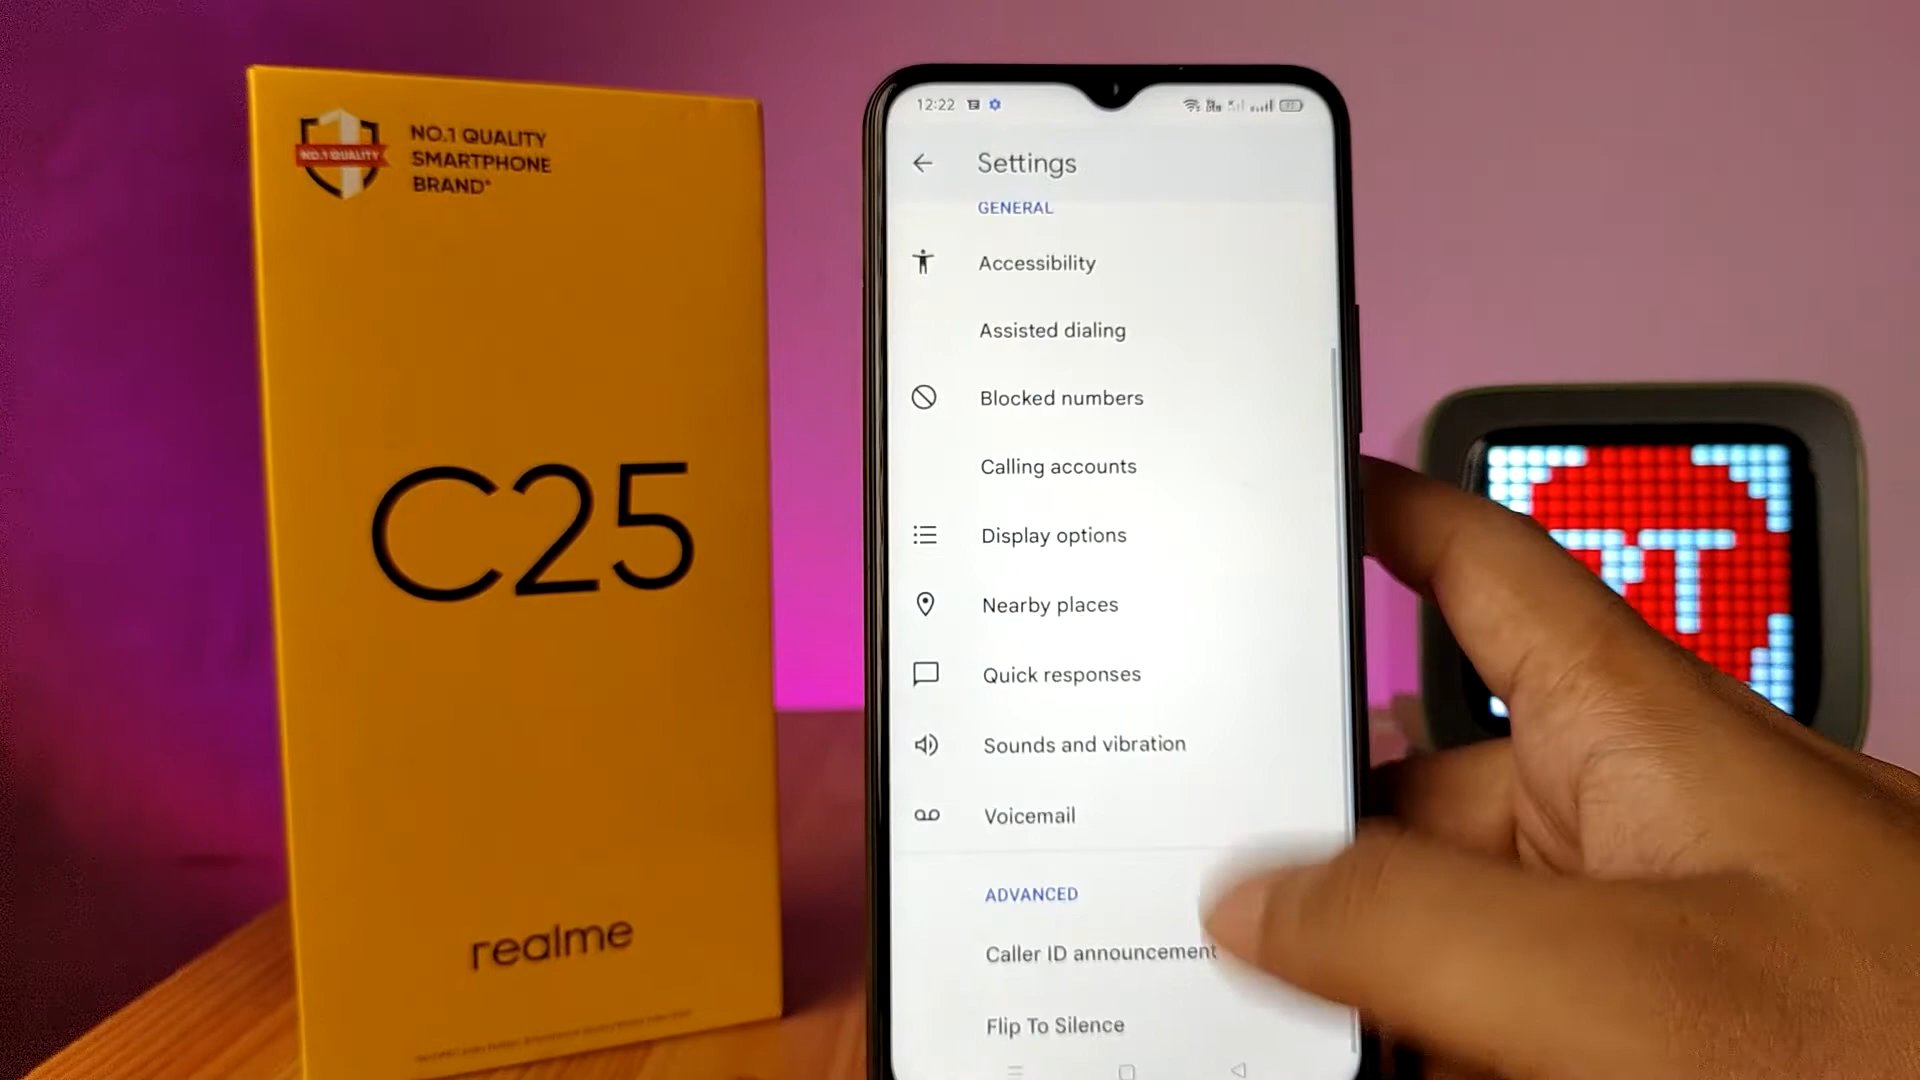 NO.1 QUALITY
NO.1 QUALITY
SMARTPHONE
BRAND*
C25
realme
12:22
Settings
GENERAL
Accessibility
Assisted dialing
Blocked numbers
Calling accounts
Display options
Nearby places
Quick responses
Sounds and vibration
Voicemail
ADVANCED
Caller ID announcement
Flip To Silence